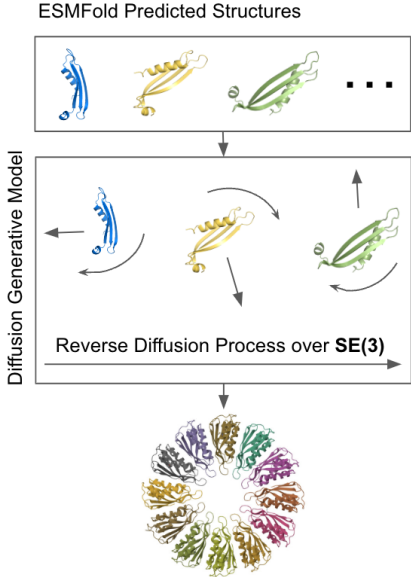 ESMFold Predicted Structures
Diffusion Generative Model
Reverse Diffusion Process over SE(3)